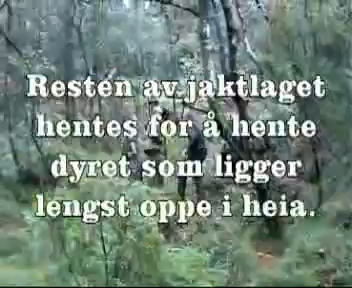 Resten av jaktlaget
hentes for å hente
dyret som ligger
lengst oppe i heia.